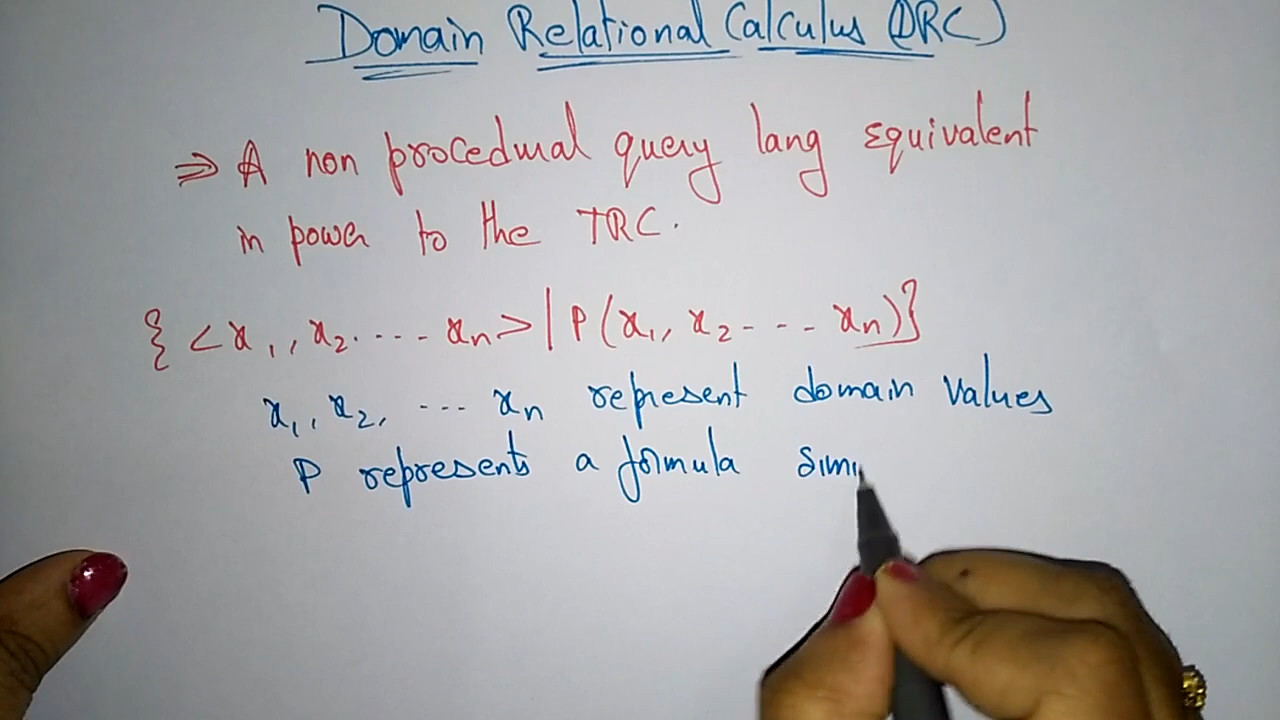 Domain Relational Calculus (DRC)
⇒ A non procedural query lang equivalent
in power to the TRC.
{ <x₁, x₂..... xₙ> | P(x₁, x₂- - - xₙ)}
x₁, x₂, --- xₙ represent domain values
P represents a formula simi